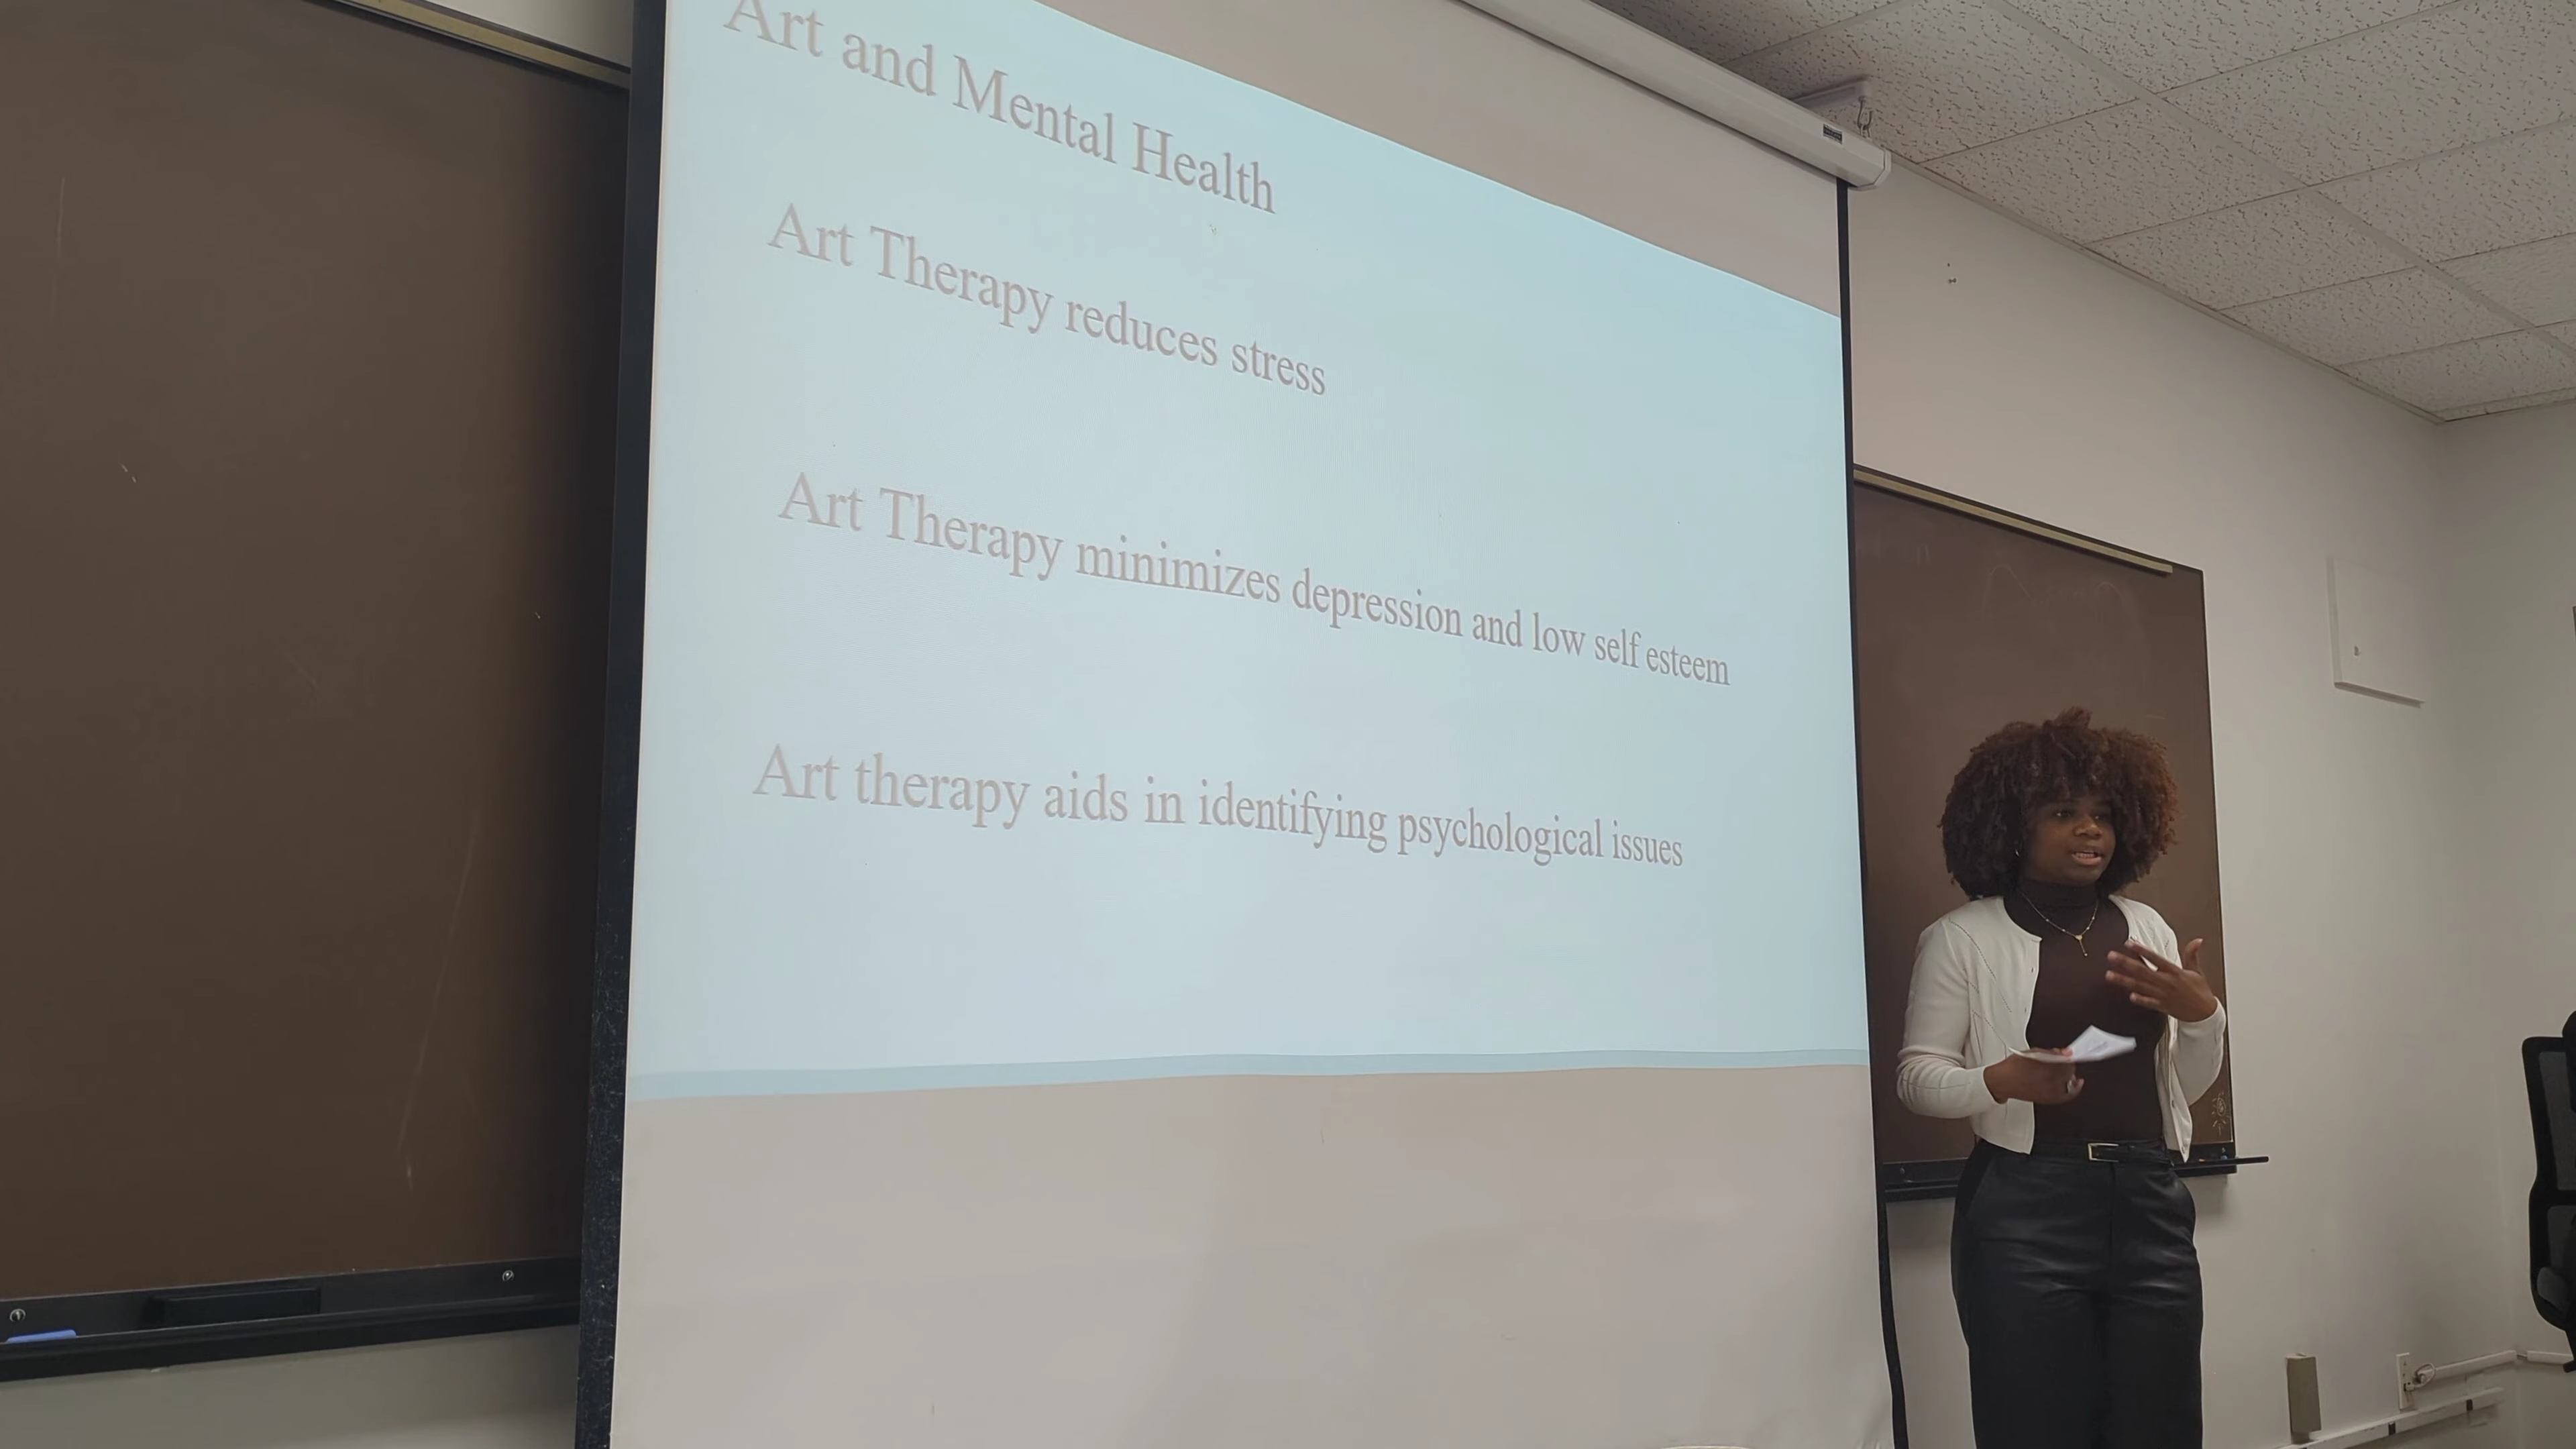 Art and Mental Health
Art Therapy reduces stress
Art Therapy minimizes depression and low self esteem
Art therapy aids in identifying psychological issues